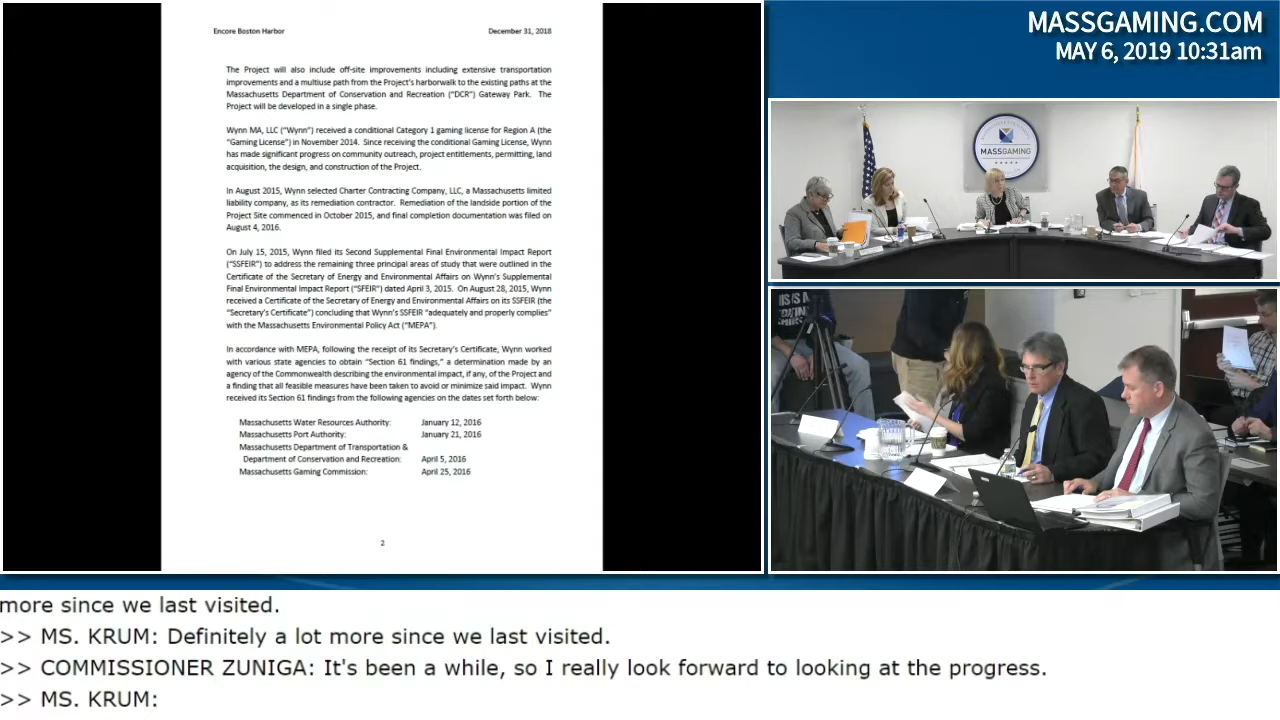 Encore Boston Harbor
December 31, 2018
The Project will also include off-site improvements including extensive transportation
improvements and a multiuse path from the Project's harborwalk to the existing paths at the
Massachusetts Department of Conservation and Recreation ("DCR") Gateway Park. The
Project will be developed in a single phase.
Wynn MA, LLC ("Wynn") received a conditional Category 1 gaming license for Region A (the
"Gaming License") in November 2014. Since receiving the conditional Gaming License, Wynn
has made significant progress on community outreach, project entitlements, permitting, land
acquisition, the design, and construction of the Project.
In August 2015, Wynn selected Charter Contracting Company, LLC, a Massachusetts limited
liability company, as its remediation contractor. Remediation of the landside portion of the
Project Site commenced in October 2015, and final completion documentation was filed on
August 4, 2016.
On July 15, 2015, Wynn filed its Second Supplemental Final Environmental Impact Report
("SSFEIR") to address the remaining three principal areas of study that were outlined in the
Certificate of the Secretary of Energy and Environmental Affairs on Wynn's Supplemental
Final Environmental Impact Report ("SFEIR") dated April 3, 2015. On August 28, 2015, Wynn
received a Certificate of the Secretary of Energy and Environmental Affairs on its SSFEIR (the
"Secretary's Certificate") concluding that Wynn's SSFEIR "adequately and properly complies"
with the Massachusetts Environmental Policy Act ("MEPA").
In accordance with MEPA, following the receipt of its Secretary's Certificate, Wynn worked
with various state agencies to obtain "Section 61 findings," a determination made by an
agency of the Commonwealth describing the environmental impact, if any, of the Project and
a finding that all feasible measures have been taken to avoid or minimize said impact. Wynn
received its Section 61 findings from the following agencies on the dates set forth below:
Massachusetts Water Resources Authority: January 12, 2016
Massachusetts Port Authority: January 21, 2016
Massachusetts Department of Transportation &
Department of Conservation and Recreation: April 5, 2016
Massachusetts Gaming Commission: April 25, 2016
2
MASSGAMING.COM
MAY 6, 2019 10:31am
MASSGAMING
more since we last visited.
>> MS. KRUM: Definitely a lot more since we last visited.
>> COMMISSIONER ZUNIGA: It's been a while, so I really look forward to looking at the progress.
>> MS. KRUM: